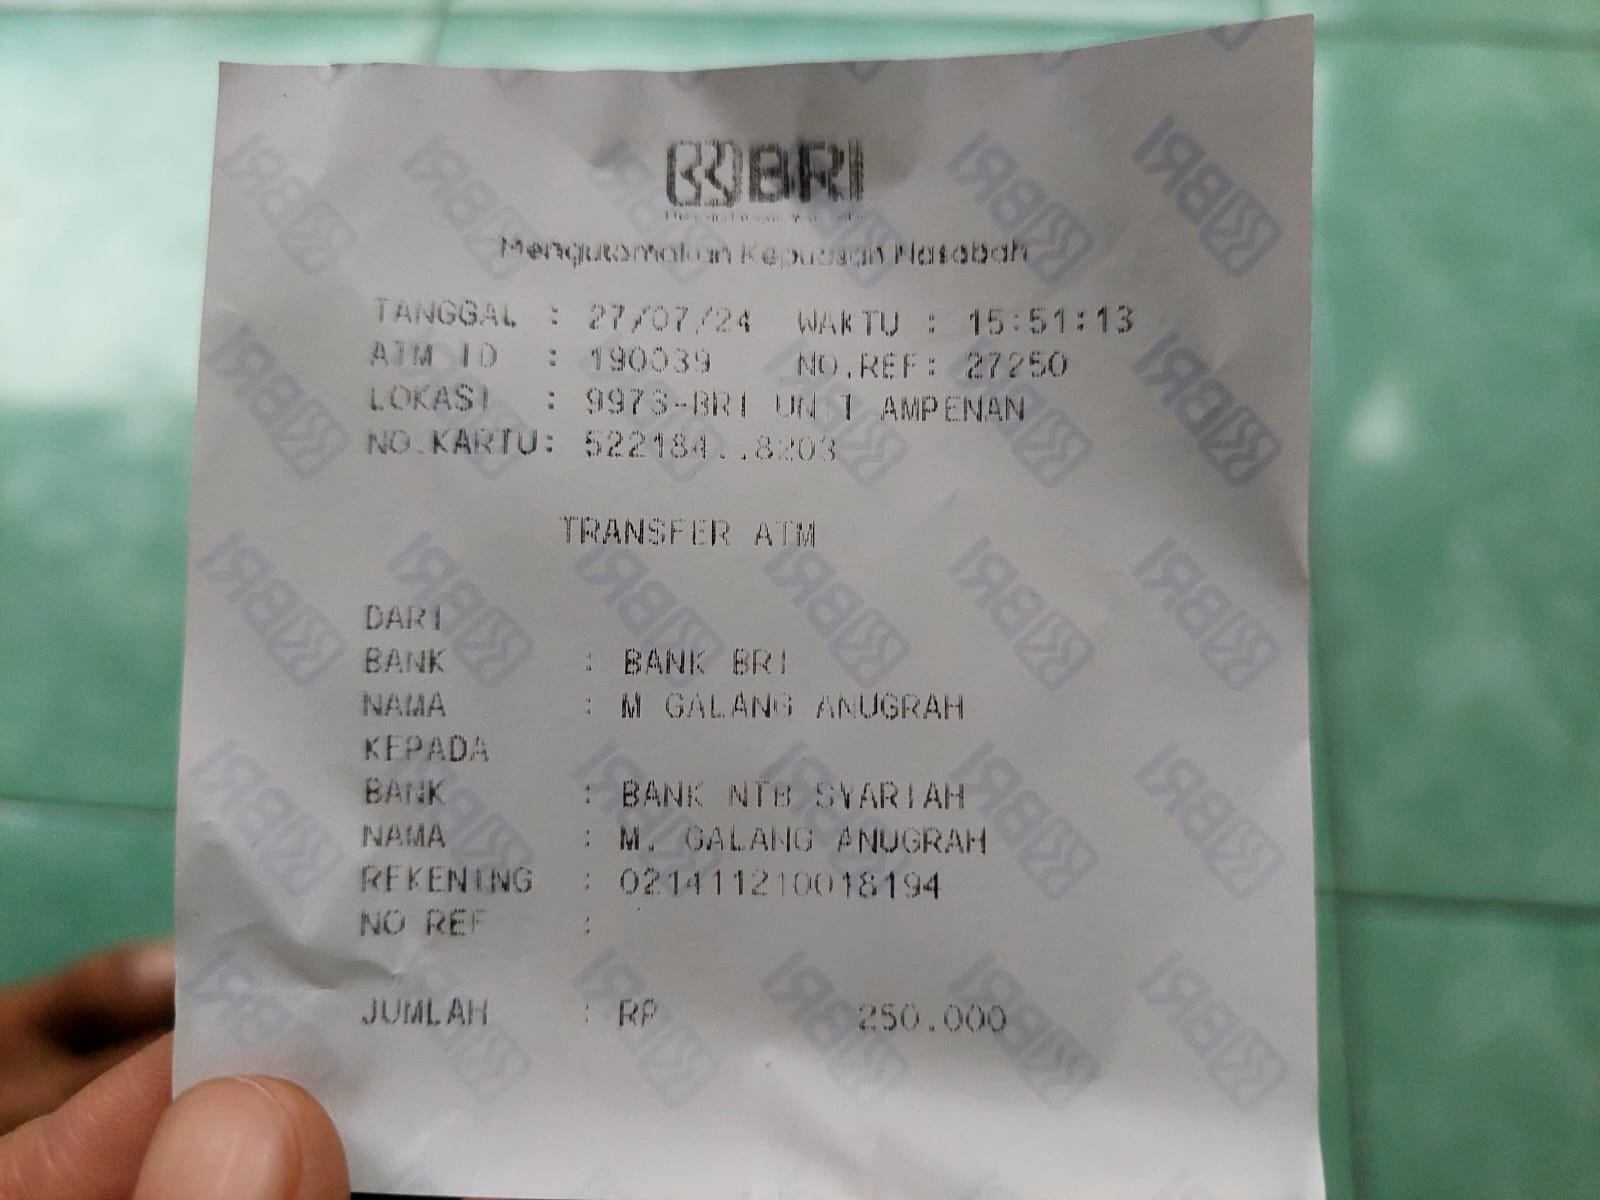 BRI
Mengutamakan Kepuasan Nasabah
TANGGAL : 27/07/24 WAKTU : 15:51:13
ATM ID : 190039 NO.REF: 27250
LOKASI : 9973-BRI UNIT AMPENAN
NO.KARTU: 522184..8203
TRANSFER ATM
DARI
BANK : BANK BRI
NAMA : M GALANG ANUGRAH
KEPADA
BANK : BANK NTB SYARIAH
NAMA : M. GALANG ANUGRAH
REKENING : 0214111210018194
NO REF :
JUMLAH : RP 250.000